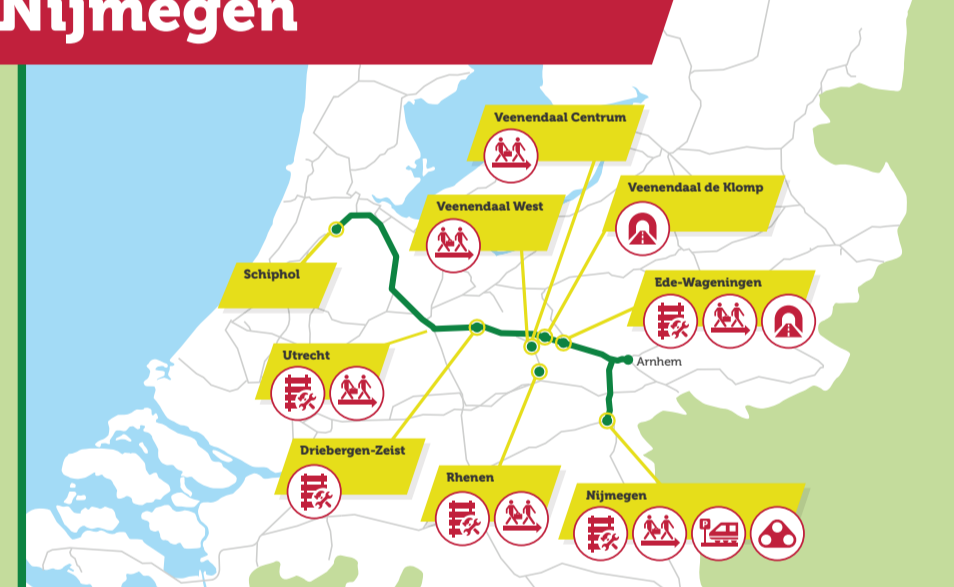 Nijmegen
Veenendaal Centrum
Veenendaal de Klomp
Veenendaal West
Schiphol
Ede-Wageningen
Utrecht
Arnhem
Driebergen-Zeist
Rhenen
Nijmegen
P